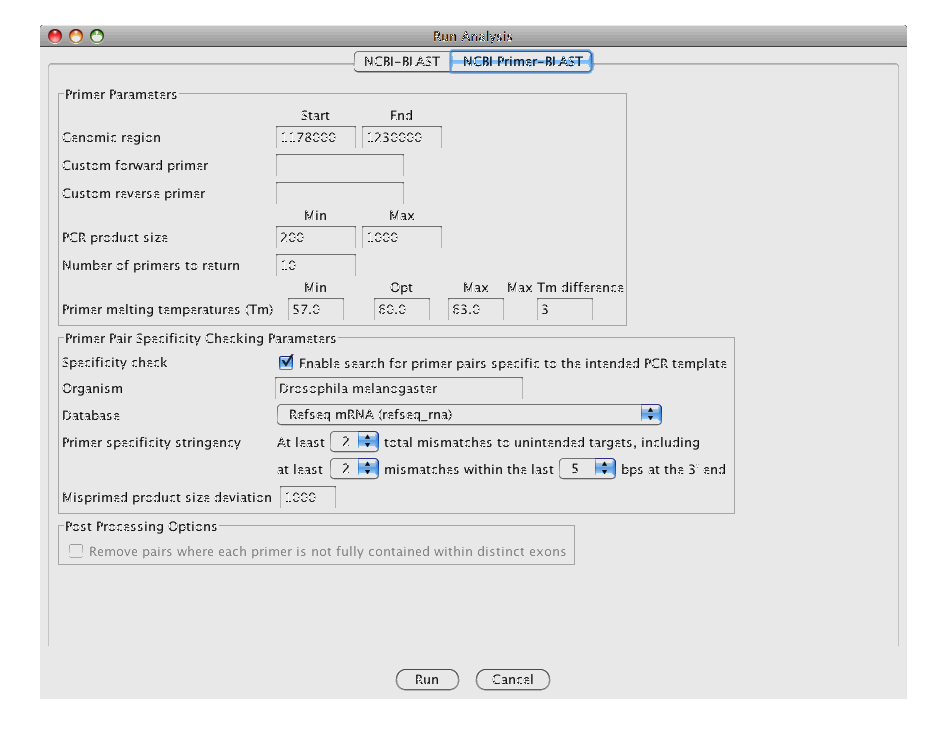 Run Analysis
NCBI-BLAST NCBI Primer-BLAST
Primer Parameters
Start End
Genomic region 1178000 1230000
Custom forward primer
Custom reverse primer
Min Max
PCR product size 200 1000
Number of primers to return 10
Min Opt Max Max Tm difference
Primer melting temperatures (Tm) 57.0 60.0 63.0 3
Primer Pair Specificity Checking Parameters
Specificity check Enable search for primer pairs specific to the intended PCR template
Organism Drosophila melanogaster
Database Refseq mRNA (refseq_rna)
Primer specificity stringency At least 2 total mismatches to unintended targets, including
at least 2 mismatches within the last 5 bps at the 3' end
Misprimed product size deviation 1000
Post Processing Options
Remove pairs where each primer is not fully contained within distinct exons
Run Cancel